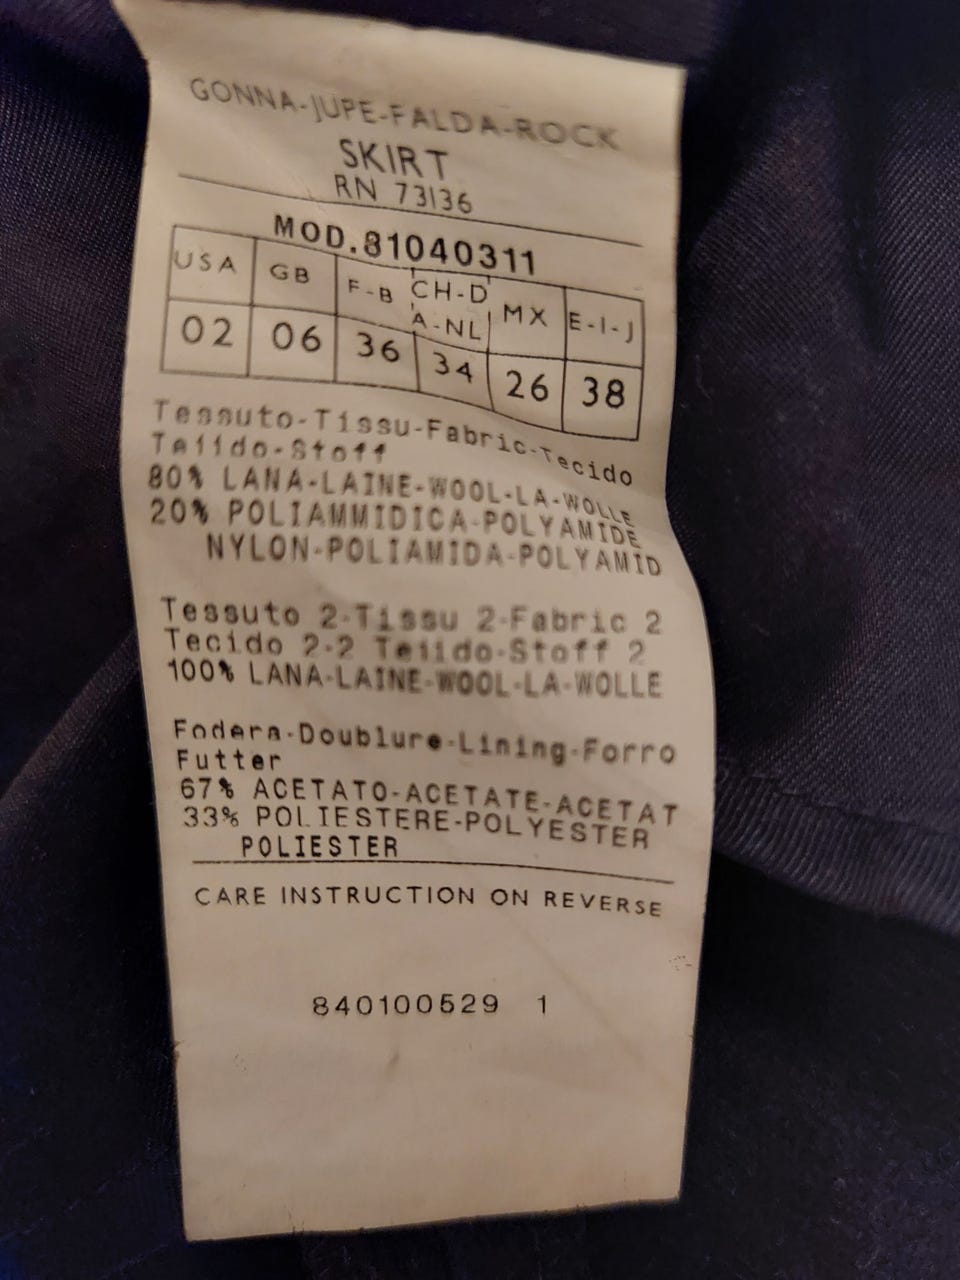 GONNA-JUPE-FALDA-ROCK
SKIRT
RN 73136
MOD.81040311
USA GB F-B CH-D A-NL MX E-I-J
02 06 36 34 26 38
Tessuto-Tissu-Fabric-Tecido
Teiido-Stoff
80% LANA-LAINE-WOOL-LA-WOLLE
20% POLIAMMIDICA-POLYAMIDE
NYLON-POLIAMIDA-POLYAMID
Tessuto 2-Tissu 2-Fabric 2
Tecido 2-2 Teiido-Stoff 2
100% LANA-LAINE-WOOL-LA-WOLLE
Fodera-Doublure-Lining-Forro
Futter
67% ACETATO-ACETATE-ACETAT
33% POLIESTERE-POLYESTER
POLIESTER
CARE INSTRUCTION ON REVERSE
840100529 1